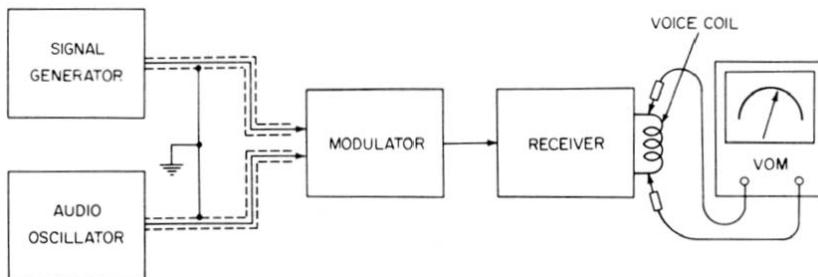 SIGNAL
GENERATOR
AUDIO
OSCILLATOR
MODULATOR
RECEIVER
VOICE COIL
VOM